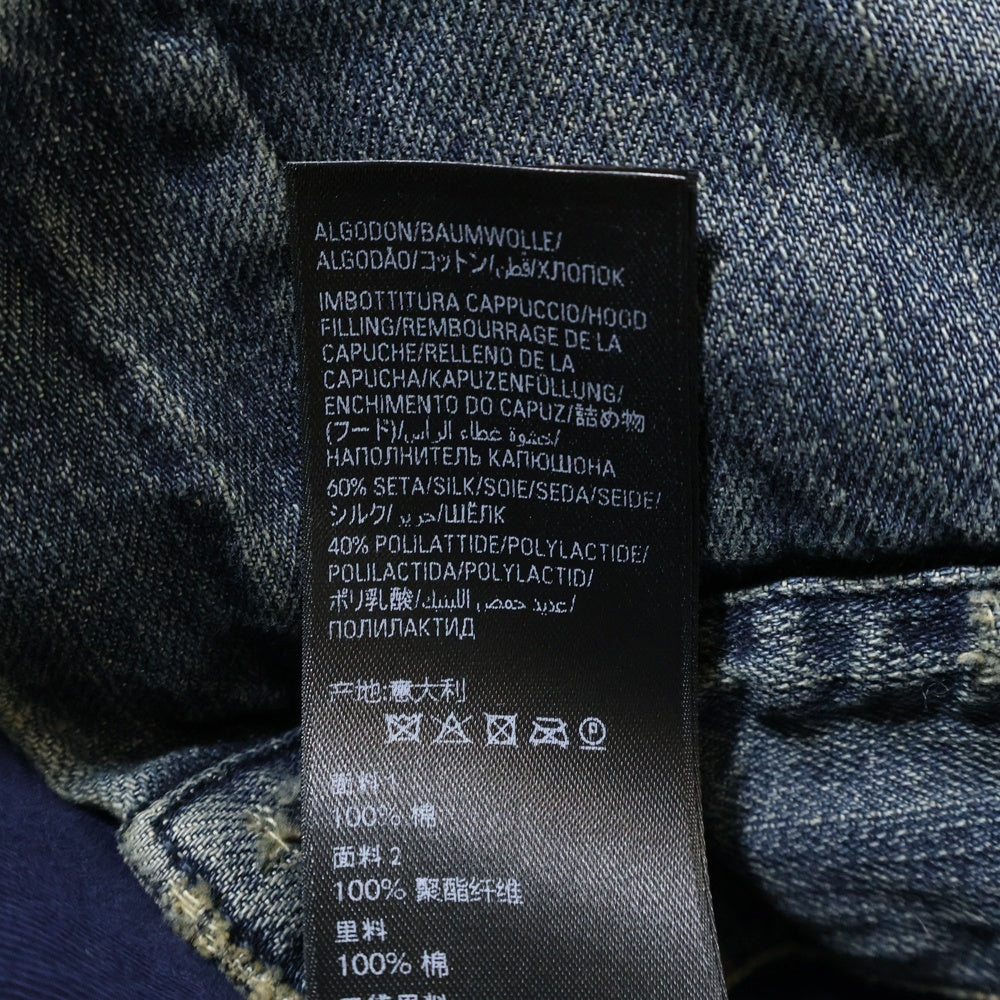 ALGODON/BAUMWOLLE/
ALGODÃO/コットン/قطن/ХЛОПОК
IMBOTTITURA CAPPUCCIO/HOOD
FILLING/REMBOURRAGE DE LA
CAPUCHE/RELLENO DE LA
CAPUCHA/KAPUZENFÜLLUNG/
ENCHIMENTO DO CAPUZ/詰め物
(フード)/حشوة غطاء الرأس/
НАПОЛНИТЕЛЬ КАПЮШОНА
60% SETA/SILK/SOIE/SEDA/SEIDE/
シルク/حرير/ШЁЛК
40% POLILATTIDE/POLYLACTIDE/
POLILACTIDA/POLYLACTID/
ポリ乳酸/عديد حمض اللبنيك/
ПОЛИЛАКТИД
产地:意大利
面料 1
100% 棉
面料 2
100% 聚酯纤维
里料
100% 棉